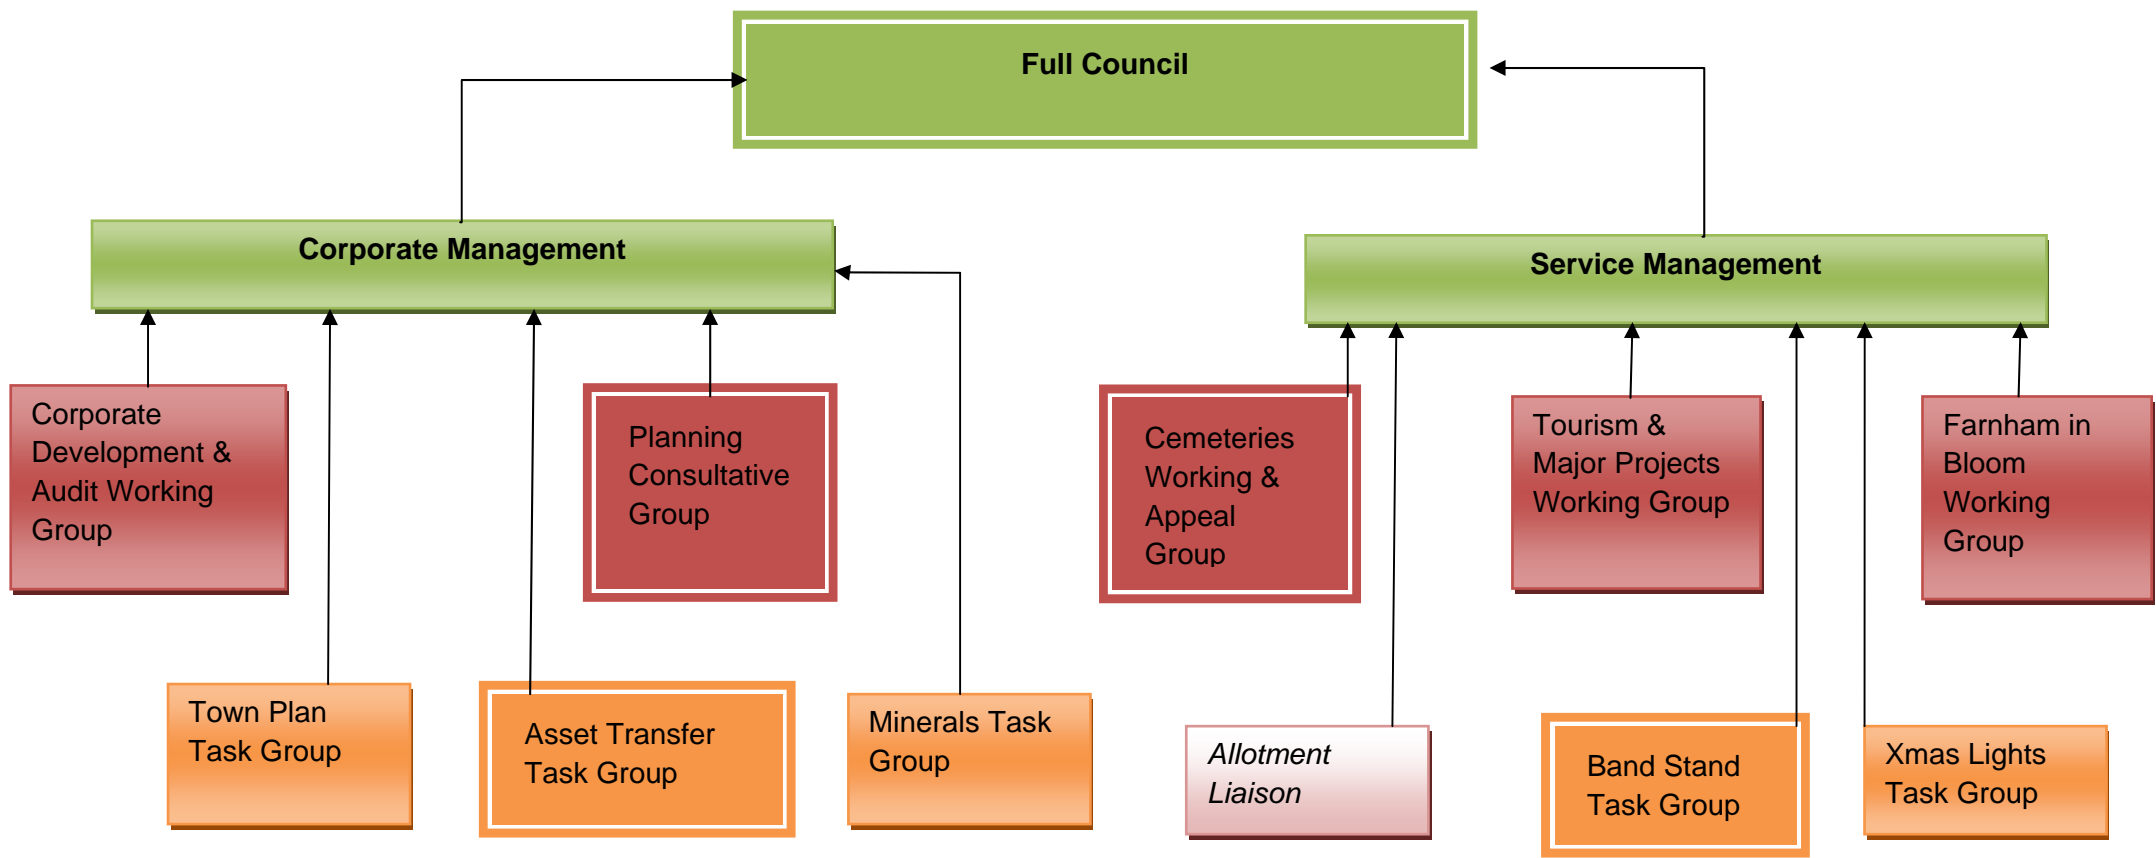 Full Council
Corporate Management
Service Management
Corporate
Development &
Audit Working
Group
Planning
Consultative
Group
Cemeteries
Working &
Appeal
Group
Tourism &
Major Projects
Working Group
Farnham in
Bloom
Working
Group
Town Plan
Task Group
Asset Transfer
Task Group
Minerals Task
Group
Allotment
Liaison
Band Stand
Task Group
Xmas Lights
Task Group